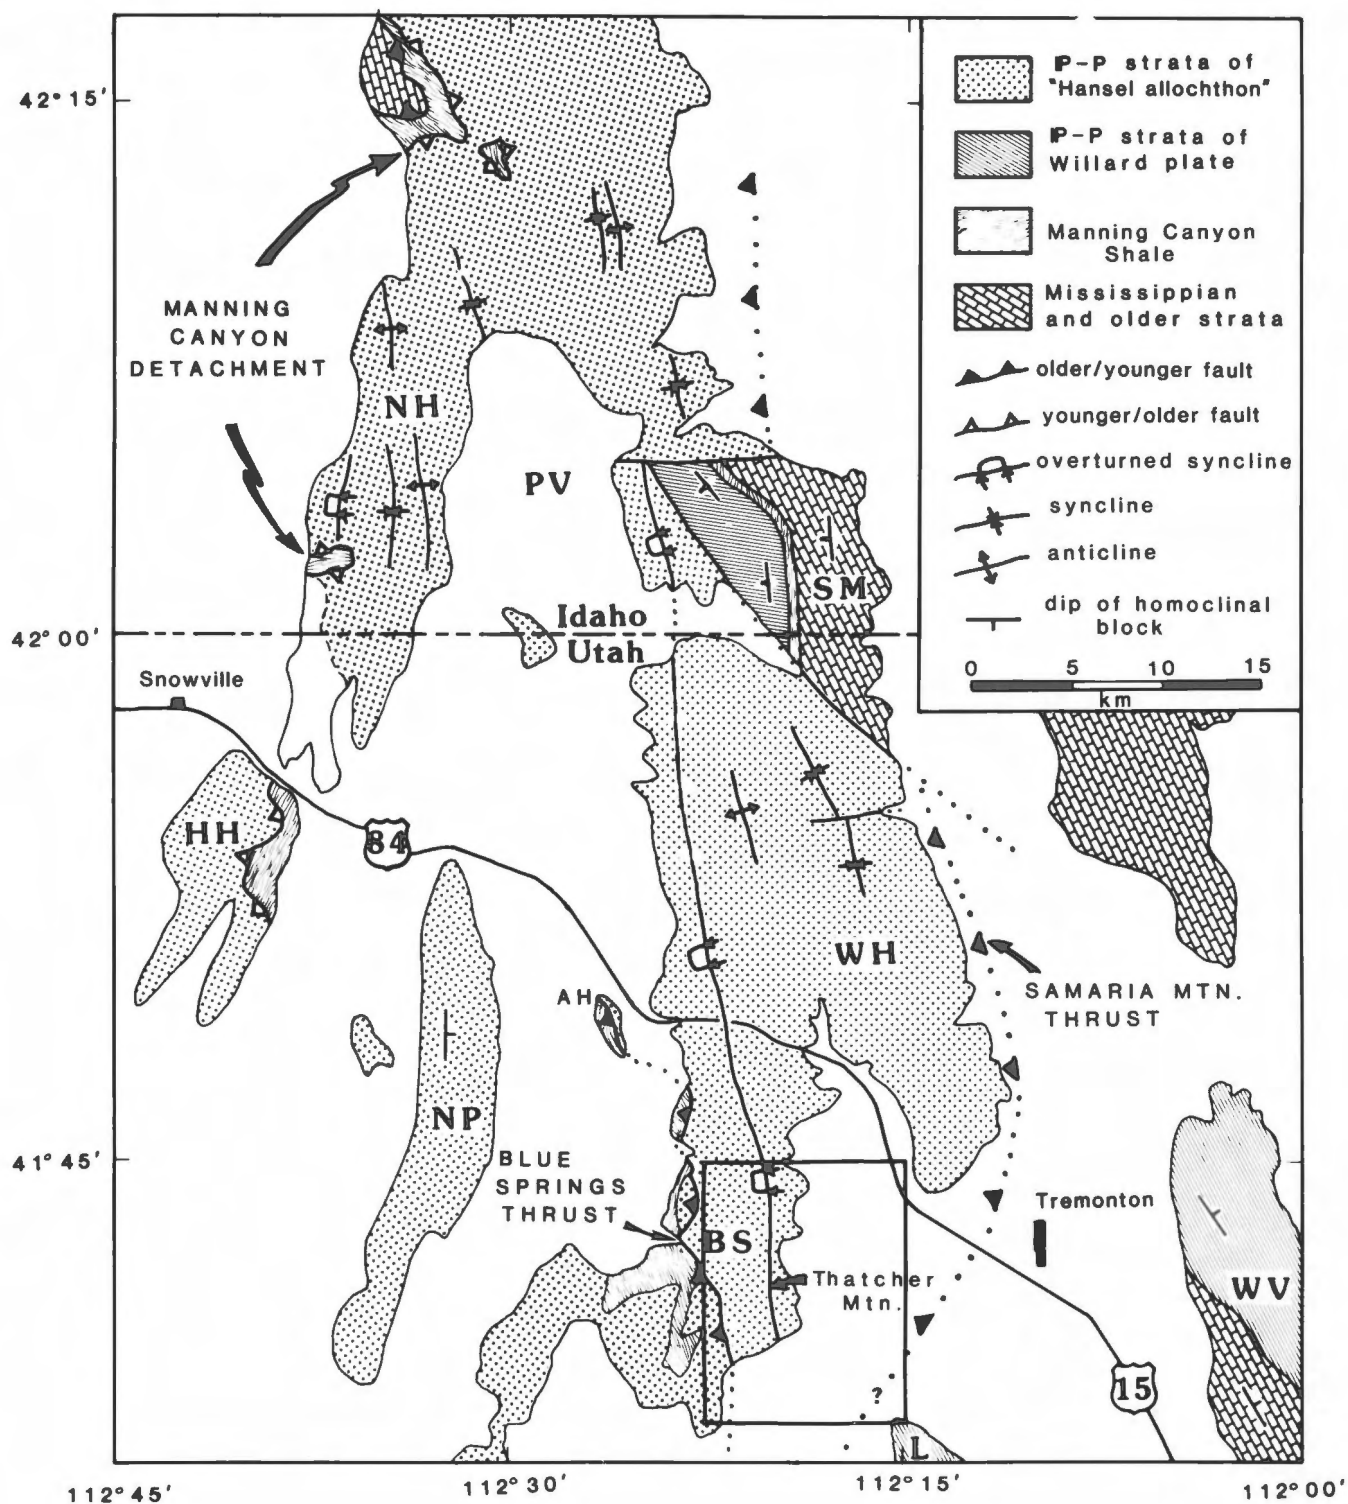 42° 15′
IP-P strata of
"Hansel allochthon"
IP-P strata of
Willard plate
Manning Canyon
Shale
Mississippian
and older strata
older/younger fault
younger/older fault
overturned syncline
syncline
anticline
dip of homoclinal
block
0 5 10 15
km
MANNING
CANYON
DETACHMENT
NH
PV
SM
42° 00′
Idaho
Utah
Snowville
HH
84
WH
AH
SAMARIA MTN.
THRUST
NP
41° 45′
BLUE
SPRINGS
THRUST
BS
Tremonton
Thatcher
Mtn.
WV
15
?
L
112° 45′
112° 30′
112° 15′
112° 00′